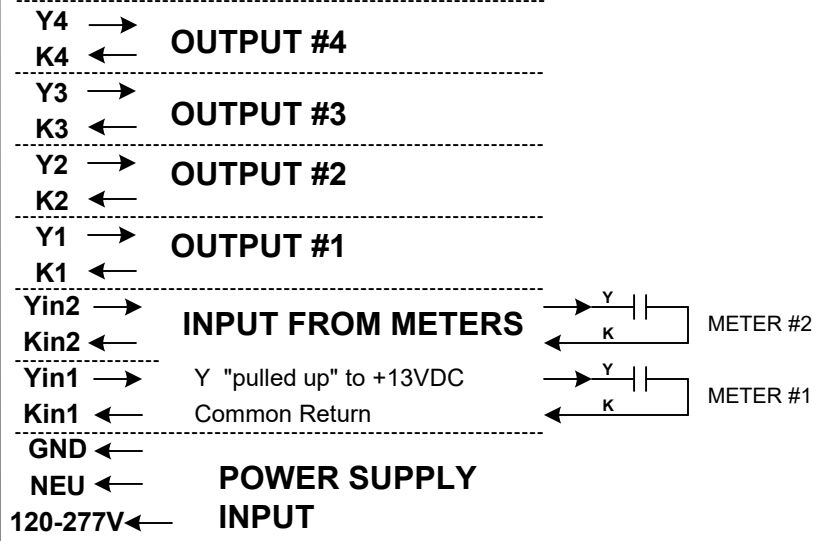 Y4
OUTPUT #4
K4
Y3
OUTPUT #3
K3
Y2
OUTPUT #2
K2
Y1
OUTPUT #1
K1
Yin2
INPUT FROM METERS
Y
METER #2
Kin2
K
Yin1
Y "pulled up" to +13VDC
Y
METER #1
Kin1
Common Return
K
GND
NEU
POWER SUPPLY
INPUT
120-277V